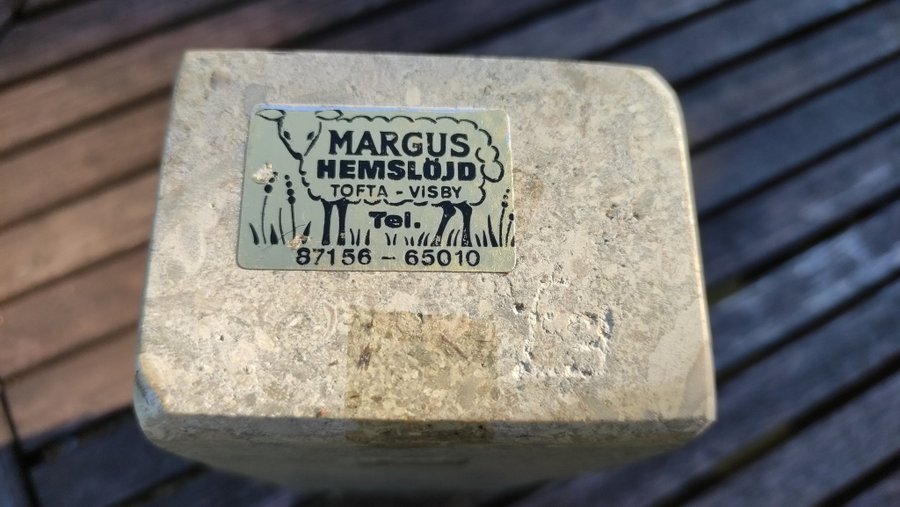 MARGUS
HEMSLÖJD
TOFTA - ViSBY
Tel.
87156 - 65010